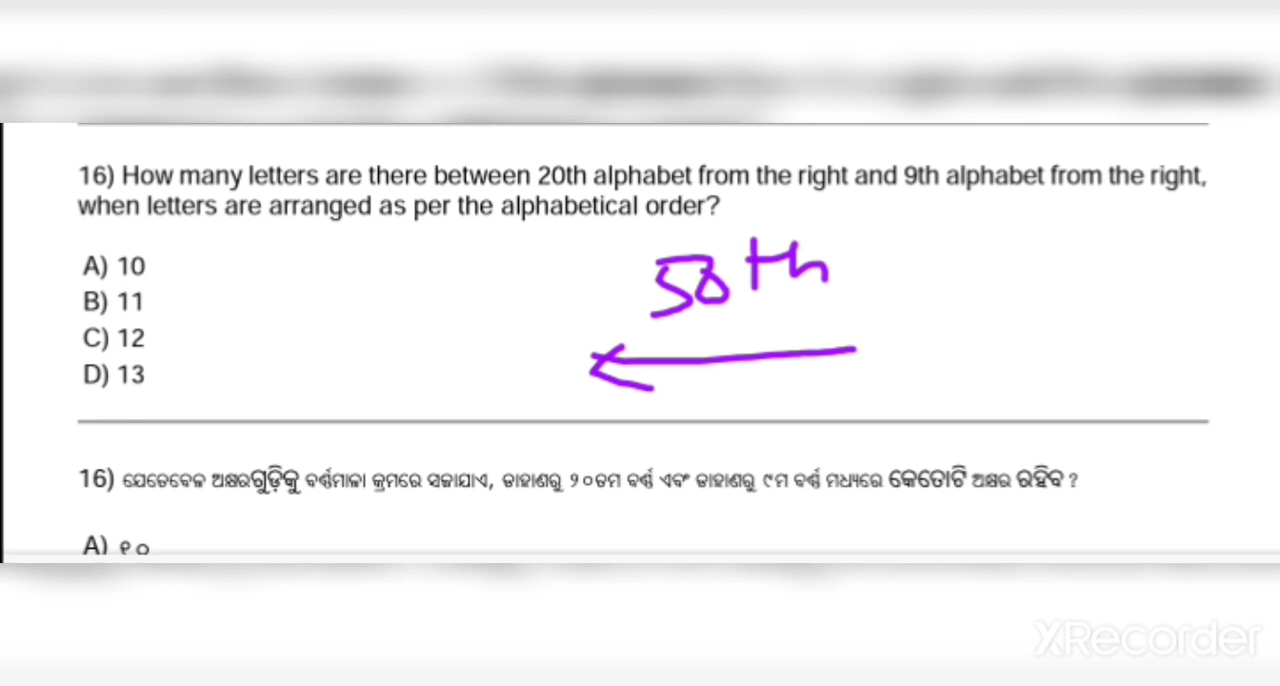 16) How many letters are there between 20th alphabet from the right and 9th alphabet from the right,
when letters are arranged as per the alphabetical order?
A) 10
B) 11
C) 12
D) 13
50th
16) ଯେତେବେଳେ ଅକ୍ଷରଗୁଡ଼ିକୁ ବର୍ଣ୍ଣମାଳା କ୍ରମରେ ସଜାଯାଏ, ଡାହାଣରୁ ୨୦ତମ ବର୍ଣ୍ଣ ଏବଂ ଡାହାଣରୁ ୯ମ ବର୍ଣ୍ଣ ମଧ୍ୟରେ କେତୋଟି ଅକ୍ଷର ରହିବ ?
A) ୧୦
XRecorder